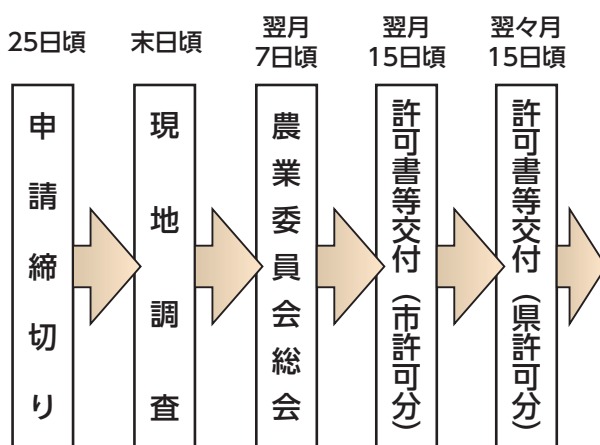 25日頃
申請締切り
末日頃
現地調査
翌月
7日頃
農業委員会総会
翌月
15日頃
許可書等交付（市許可分）
翌々月
15日頃
許可書等交付（県許可分）